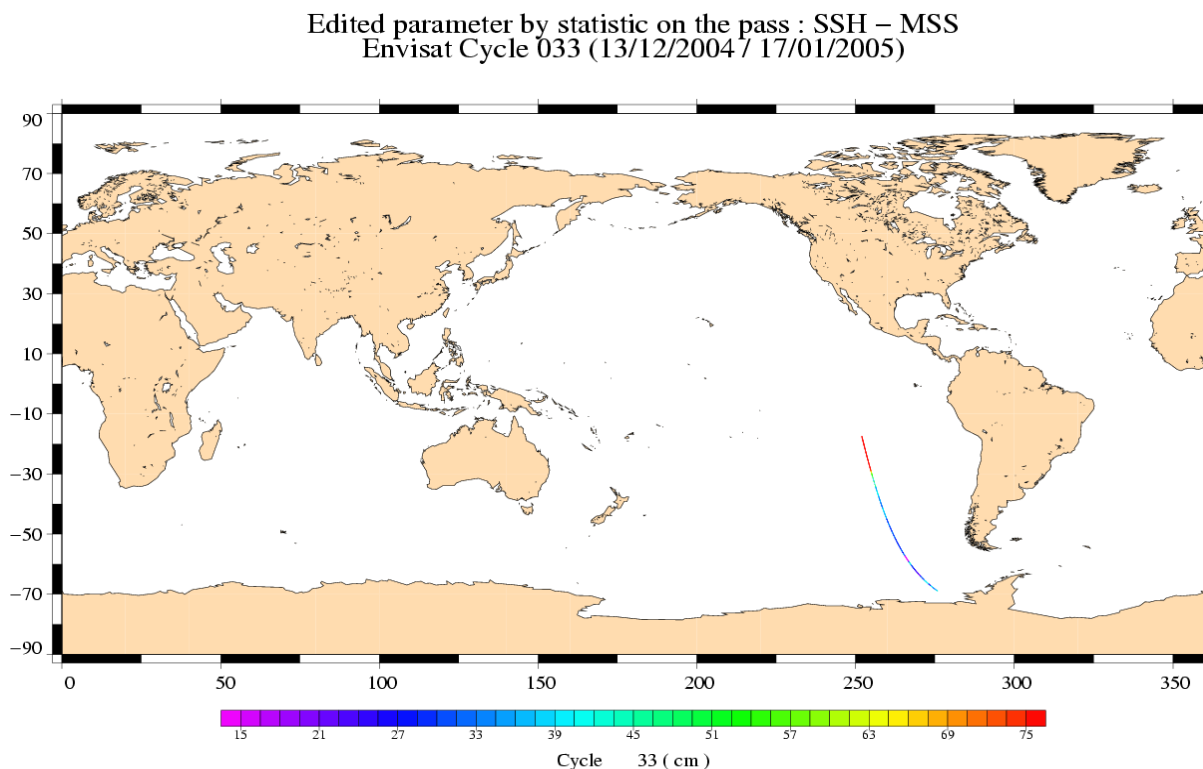 Edited parameter by statistic on the pass : SSH − MSS
Envisat Cycle 033 (13/12/2004 / 17/01/2005)
90
70
50
30
10
−10
−30
−50
−70
−90
0 50 100 150 200 250 300 350
15 21 27 33 39 45 51 57 63 69 75
Cycle 33 ( cm )